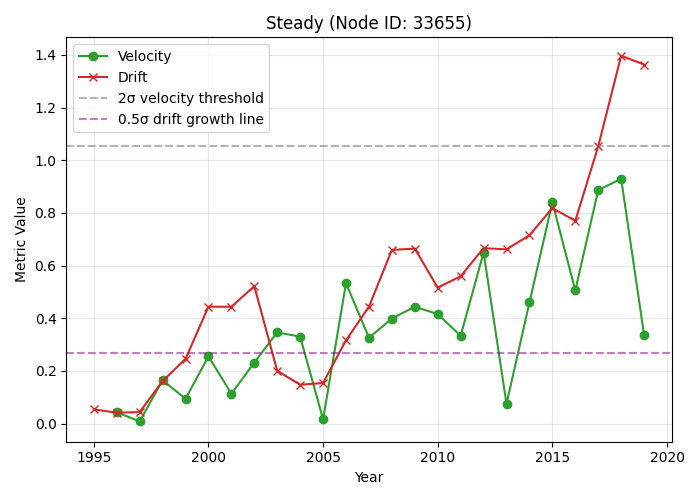 Steady (Node ID: 33655)
Velocity
Drift
2σ velocity threshold
0.5σ drift growth line
Metric Value
1.4
1.2
1.0
0.8
0.6
0.4
0.2
0.0
1995 2000 2005 2010 2015 2020
Year